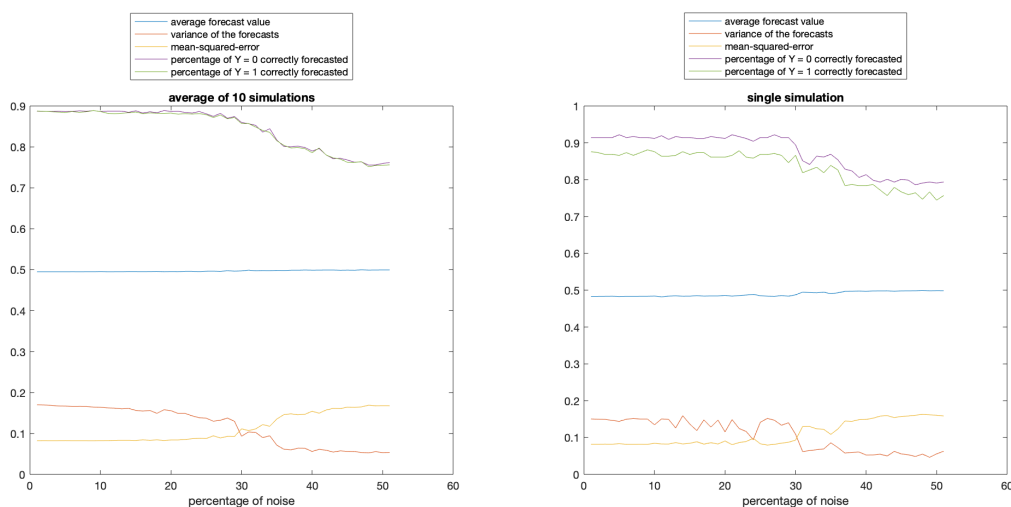 average forecast value
variance of the forecasts
mean-squared-error
percentage of Y = 0 correctly forecasted
percentage of Y = 1 correctly forecasted
average of 10 simulations
0.9
0.8
0.7
0.6
0.5
0.4
0.3
0.2
0.1
0
0 10 20 30 40 50 60
percentage of noise
average forecast value
variance of the forecasts
mean-squared-error
percentage of Y = 0 correctly forecasted
percentage of Y = 1 correctly forecasted
single simulation
1
0.9
0.8
0.7
0.6
0.5
0.4
0.3
0.2
0.1
0
0 10 20 30 40 50 60
percentage of noise